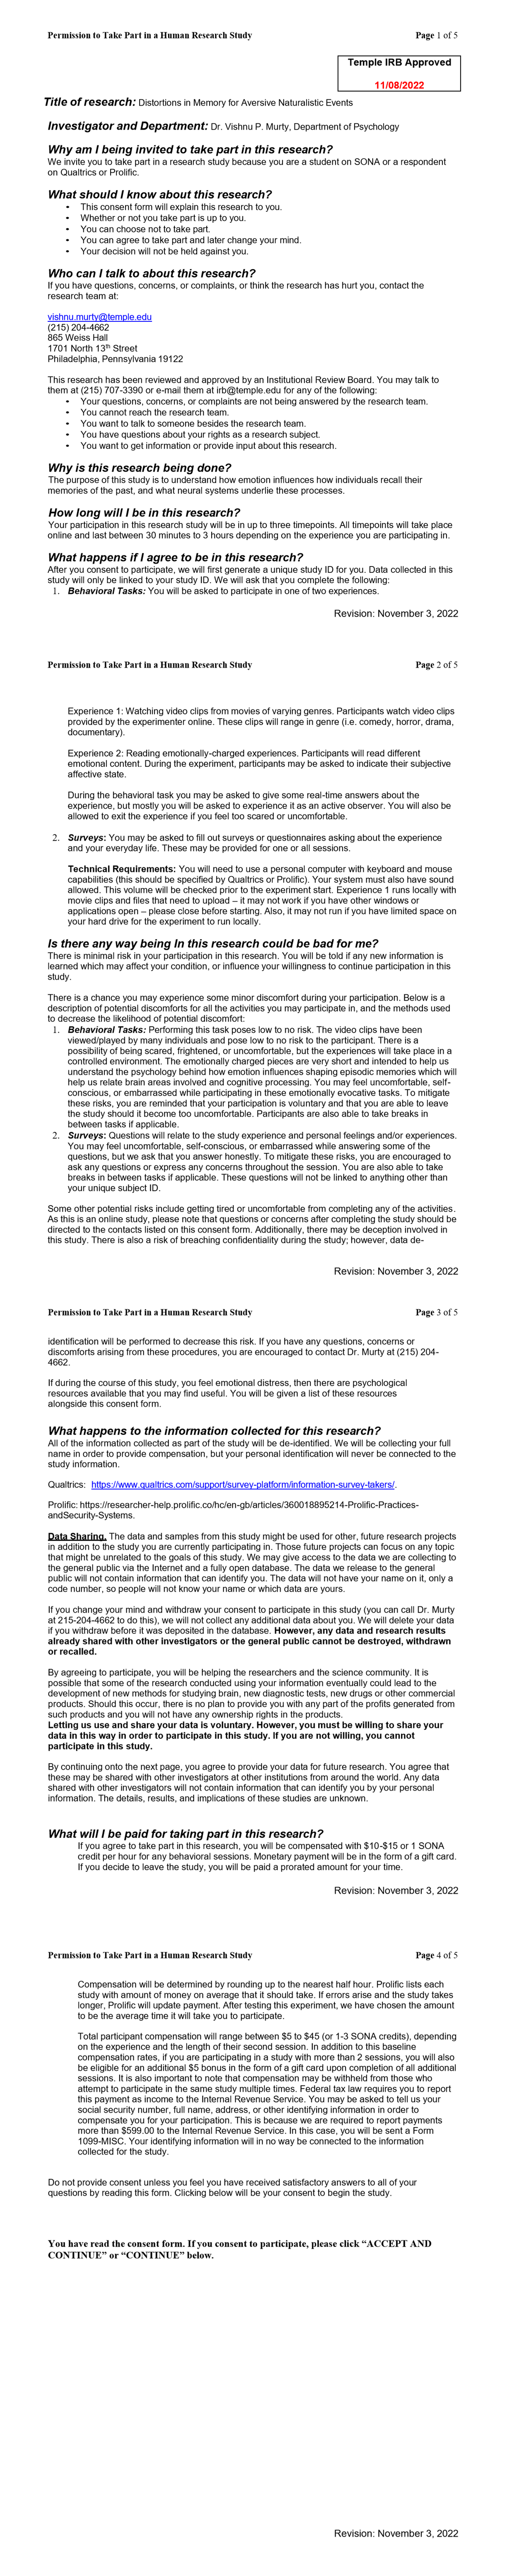 Permission to Take Part in a Human Research Study Page 1 of 5
Temple IRB Approved
11/08/2022
Title of research: Distortions in Memory for Aversive Naturalistic Events
Investigator and Department: Dr. Vishnu P. Murty, Department of Psychology
Why am I being invited to take part in this research?
We invite you to take part in a research study because you are a student on SONA or a respondent
on Qualtrics or Prolific.
What should I know about this research?
• This consent form will explain this research to you.
• Whether or not you take part is up to you.
• You can choose not to take part.
• You can agree to take part and later change your mind.
• Your decision will not be held against you.
Who can I talk to about this research?
If you have questions, concerns, or complaints, or think the research has hurt you, contact the
research team at:
vishnu.murty@temple.edu
(215) 204-4662
865 Weiss Hall
1701 North 13th Street
Philadelphia, Pennsylvania 19122
This research has been reviewed and approved by an Institutional Review Board. You may talk to
them at (215) 707-3390 or e-mail them at irb@temple.edu for any of the following:
• Your questions, concerns, or complaints are not being answered by the research team.
• You cannot reach the research team.
• You want to talk to someone besides the research team.
• You have questions about your rights as a research subject.
• You want to get information or provide input about this research.
Why is this research being done?
The purpose of this study is to understand how emotion influences how individuals recall their
memories of the past, and what neural systems underlie these processes.
How long will I be in this research?
Your participation in this research study will be in up to three timepoints. All timepoints will take place
online and last between 30 minutes to 3 hours depending on the experience you are participating in.
What happens if I agree to be in this research?
After you consent to participate, we will first generate a unique study ID for you. Data collected in this
study will only be linked to your study ID. We will ask that you complete the following:
1. Behavioral Tasks: You will be asked to participate in one of two experiences.
Revision: November 3, 2022
Permission to Take Part in a Human Research Study Page 2 of 5
Experience 1: Watching video clips from movies of varying genres. Participants watch video clips
provided by the experimenter online. These clips will range in genre (i.e. comedy, horror, drama,
documentary).
Experience 2: Reading emotionally-charged experiences. Participants will read different
emotional content. During the experiment, participants may be asked to indicate their subjective
affective state.
During the behavioral task you may be asked to give some real-time answers about the
experience, but mostly you will be asked to experience it as an active observer. You will also be
allowed to exit the experience if you feel too scared or uncomfortable.
2. Surveys: You may be asked to fill out surveys or questionnaires asking about the experience
and your everyday life. These may be provided for one or all sessions.
Technical Requirements: You will need to use a personal computer with keyboard and mouse
capabilities (this should be specified by Qualtrics or Prolific). Your system must also have sound
allowed. This volume will be checked prior to the experiment start. Experience 1 runs locally with
movie clips and files that need to upload – it may not work if you have other windows or
applications open – please close before starting. Also, it may not run if you have limited space on
your hard drive for the experiment to run locally.
Is there any way being In this research could be bad for me?
There is minimal risk in your participation in this research. You will be told if any new information is
learned which may affect your condition, or influence your willingness to continue participation in this
study.
There is a chance you may experience some minor discomfort during your participation. Below is a
description of potential discomforts for all the activities you may participate in, and the methods used
to decrease the likelihood of potential discomfort:
1. Behavioral Tasks: Performing this task poses low to no risk. The video clips have been
viewed/played by many individuals and pose low to no risk to the participant. There is a
possibility of being scared, frightened, or uncomfortable, but the experiences will take place in a
controlled environment. The emotionally charged pieces are very short and intended to help us
understand the psychology behind how emotion influences shaping episodic memories which will
help us relate brain areas involved and cognitive processing. You may feel uncomfortable, self-
conscious, or embarrassed while participating in these emotionally evocative tasks. To mitigate
these risks, you are reminded that your participation is voluntary and that you are able to leave
the study should it become too uncomfortable. Participants are also able to take breaks in
between tasks if applicable.
2. Surveys: Questions will relate to the study experience and personal feelings and/or experiences.
You may feel uncomfortable, self-conscious, or embarrassed while answering some of the
questions, but we ask that you answer honestly. To mitigate these risks, you are encouraged to
ask any questions or express any concerns throughout the session. You are also able to take
breaks in between tasks if applicable. These questions will not be linked to anything other than
your unique subject ID.
Some other potential risks include getting tired or uncomfortable from completing any of the activities.
As this is an online study, please note that questions or concerns after completing the study should be
directed to the contacts listed on this consent form. Additionally, there may be deception involved in
this study. There is also a risk of breaching confidentiality during the study; however, data de-
Revision: November 3, 2022
Permission to Take Part in a Human Research Study Page 3 of 5
identification will be performed to decrease this risk. If you have any questions, concerns or
discomforts arising from these procedures, you are encouraged to contact Dr. Murty at (215) 204-
4662.
If during the course of this study, you feel emotional distress, then there are psychological
resources available that you may find useful. You will be given a list of these resources
alongside this consent form.
What happens to the information collected for this research?
All of the information collected as part of the study will be de-identified. We will be collecting your full
name in order to provide compensation, but your personal identification will never be connected to the
study information.
Qualtrics: https://www.qualtrics.com/support/survey-platform/information-survey-takers/.
Prolific: https://researcher-help.prolific.co/hc/en-gb/articles/360018895214-Prolific-Practices-
andSecurity-Systems.
Data Sharing. The data and samples from this study might be used for other, future research projects
in addition to the study you are currently participating in. Those future projects can focus on any topic
that might be unrelated to the goals of this study. We may give access to the data we are collecting to
the general public via the Internet and a fully open database. The data we release to the general
public will not contain information that can identify you. The data will not have your name on it, only a
code number, so people will not know your name or which data are yours.
If you change your mind and withdraw your consent to participate in this study (you can call Dr. Murty
at 215-204-4662 to do this), we will not collect any additional data about you. We will delete your data
if you withdraw before it was deposited in the database. However, any data and research results
already shared with other investigators or the general public cannot be destroyed, withdrawn
or recalled.
By agreeing to participate, you will be helping the researchers and the science community. It is
possible that some of the research conducted using your information eventually could lead to the
development of new methods for studying brain, new diagnostic tests, new drugs or other commercial
products. Should this occur, there is no plan to provide you with any part of the profits generated from
such products and you will not have any ownership rights in the products.
Letting us use and share your data is voluntary. However, you must be willing to share your
data in this way in order to participate in this study. If you are not willing, you cannot
participate in this study.
By continuing onto the next page, you agree to provide your data for future research. You agree that
these may be shared with other investigators at other institutions from around the world. Any data
shared with other investigators will not contain information that can identify you by your personal
information. The details, results, and implications of these studies are unknown.
What will I be paid for taking part in this research?
If you agree to take part in this research, you will be compensated with $10-$15 or 1 SONA
credit per hour for any behavioral sessions. Monetary payment will be in the form of a gift card.
If you decide to leave the study, you will be paid a prorated amount for your time.
Revision: November 3, 2022
Permission to Take Part in a Human Research Study Page 4 of 5
Compensation will be determined by rounding up to the nearest half hour. Prolific lists each
study with amount of money on average that it should take. If errors arise and the study takes
longer, Prolific will update payment. After testing this experiment, we have chosen the amount
to be the average time it will take you to participate.
Total participant compensation will range between $5 to $45 (or 1-3 SONA credits), depending
on the experience and the length of their second session. In addition to this baseline
compensation rates, if you are participating in a study with more than 2 sessions, you will also
be eligible for an additional $5 bonus in the form of a gift card upon completion of all additional
sessions. It is also important to note that compensation may be withheld from those who
attempt to participate in the same study multiple times. Federal tax law requires you to report
this payment as income to the Internal Revenue Service. You may be asked to tell us your
social security number, full name, address, or other identifying information in order to
compensate you for your participation. This is because we are required to report payments
more than $599.00 to the Internal Revenue Service. In this case, you will be sent a Form
1099-MISC. Your identifying information will in no way be connected to the information
collected for the study.
Do not provide consent unless you feel you have received satisfactory answers to all of your
questions by reading this form. Clicking below will be your consent to begin the study.
You have read the consent form. If you consent to participate, please click “ACCEPT AND
CONTINUE” or “CONTINUE” below.
Revision: November 3, 2022